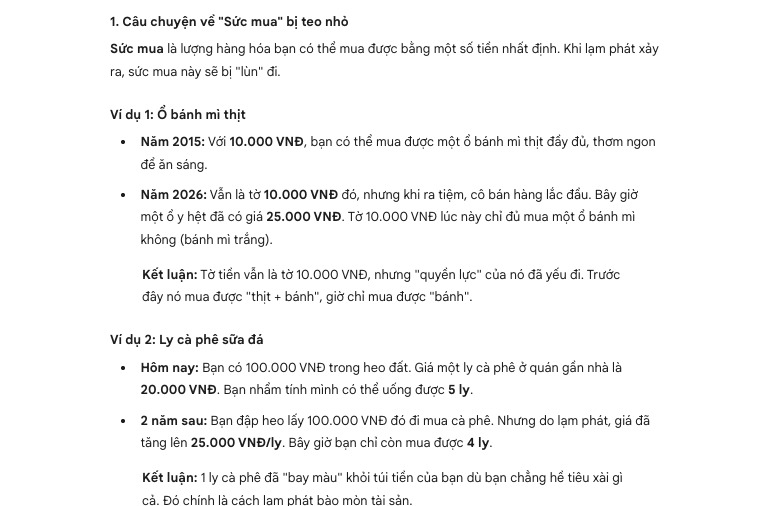 1. Câu chuyện về "Sức mua" bị teo nhỏ
Sức mua là lượng hàng hóa bạn có thể mua được bằng một số tiền nhất định. Khi lạm phát xảy
ra, sức mua này sẽ bị "lùn" đi.
Ví dụ 1: Ổ bánh mì thịt
• Năm 2015: Với 10.000 VNĐ, bạn có thể mua được một ổ bánh mì thịt đầy đủ, thơm ngon
để ăn sáng.
• Năm 2026: Vẫn là tờ 10.000 VNĐ đó, nhưng khi ra tiệm, cô bán hàng lắc đầu. Bây giờ
một ổ y hệt đã có giá 25.000 VNĐ. Tờ 10.000 VNĐ lúc này chỉ đủ mua một ổ bánh mì
không (bánh mì trắng).
Kết luận: Tờ tiền vẫn là tờ 10.000 VNĐ, nhưng "quyền lực" của nó đã yếu đi. Trước
đây nó mua được "thịt + bánh", giờ chỉ mua được "bánh".
Ví dụ 2: Ly cà phê sữa đá
• Hôm nay: Bạn có 100.000 VNĐ trong heo đất. Giá một ly cà phê ở quán gần nhà là
20.000 VNĐ. Bạn nhẩm tính mình có thể uống được 5 ly.
• 2 năm sau: Bạn đập heo lấy 100.000 VNĐ đó đi mua cà phê. Nhưng do lạm phát, giá đã
tăng lên 25.000 VNĐ/ly. Bây giờ bạn chỉ còn mua được 4 ly.
Kết luận: 1 ly cà phê đã "bay màu" khỏi túi tiền của bạn dù bạn chẳng hề tiêu xài gì
cả. Đó chính là cách lạm phát bào mòn tài sản.